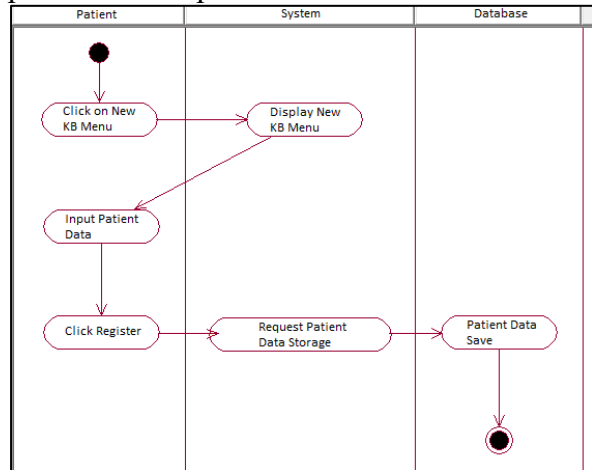 Patient
System
Database
Click on New
KB Menu
Display New
KB Menu
Input Patient
Data
Click Register
Request Patient
Data Storage
Patient Data
Save